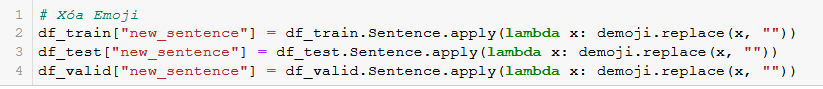 1 # Xóa Emoji
2 df_train["new_sentence"] = df_train.Sentence.apply(lambda x: demoji.replace(x, ""))
3 df_test["new_sentence"] = df_test.Sentence.apply(lambda x: demoji.replace(x, ""))
4 df_valid["new_sentence"] = df_valid.Sentence.apply(lambda x: demoji.replace(x, ""))